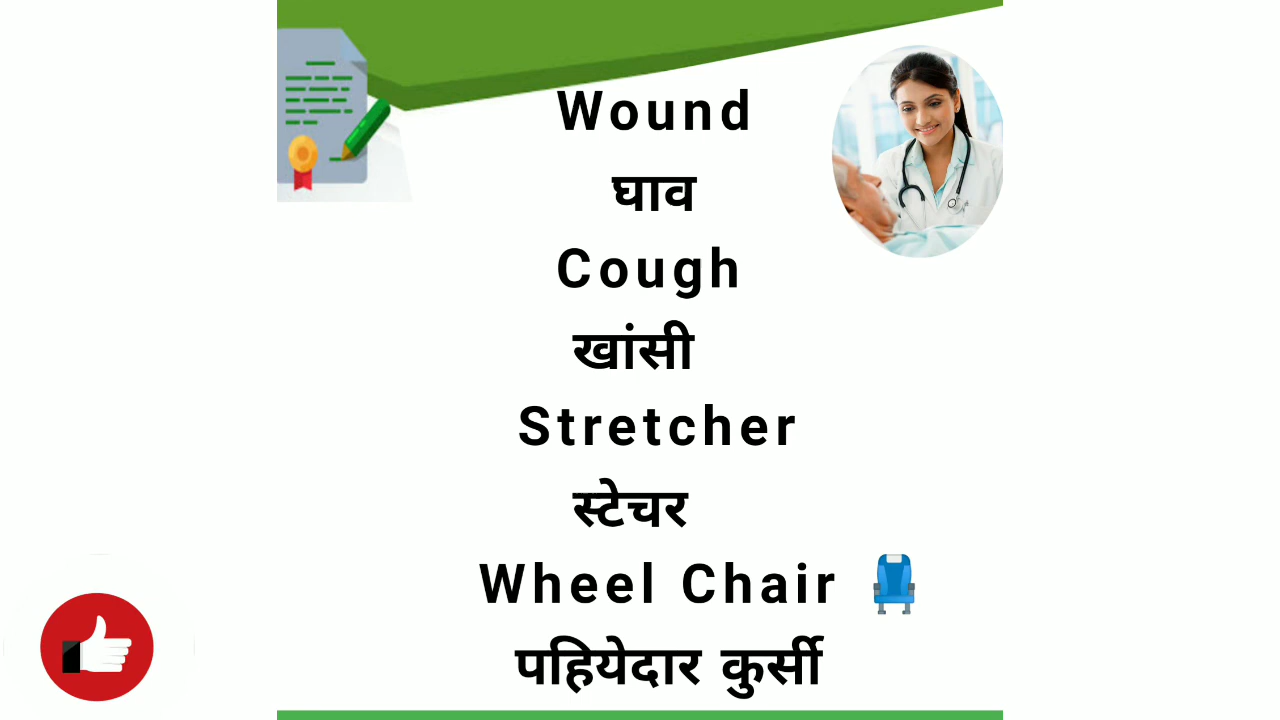 Wound
घाव
Cough
खांसी
Stretcher
स्टेचर
Wheel Chair
पहियेदार कुर्सी